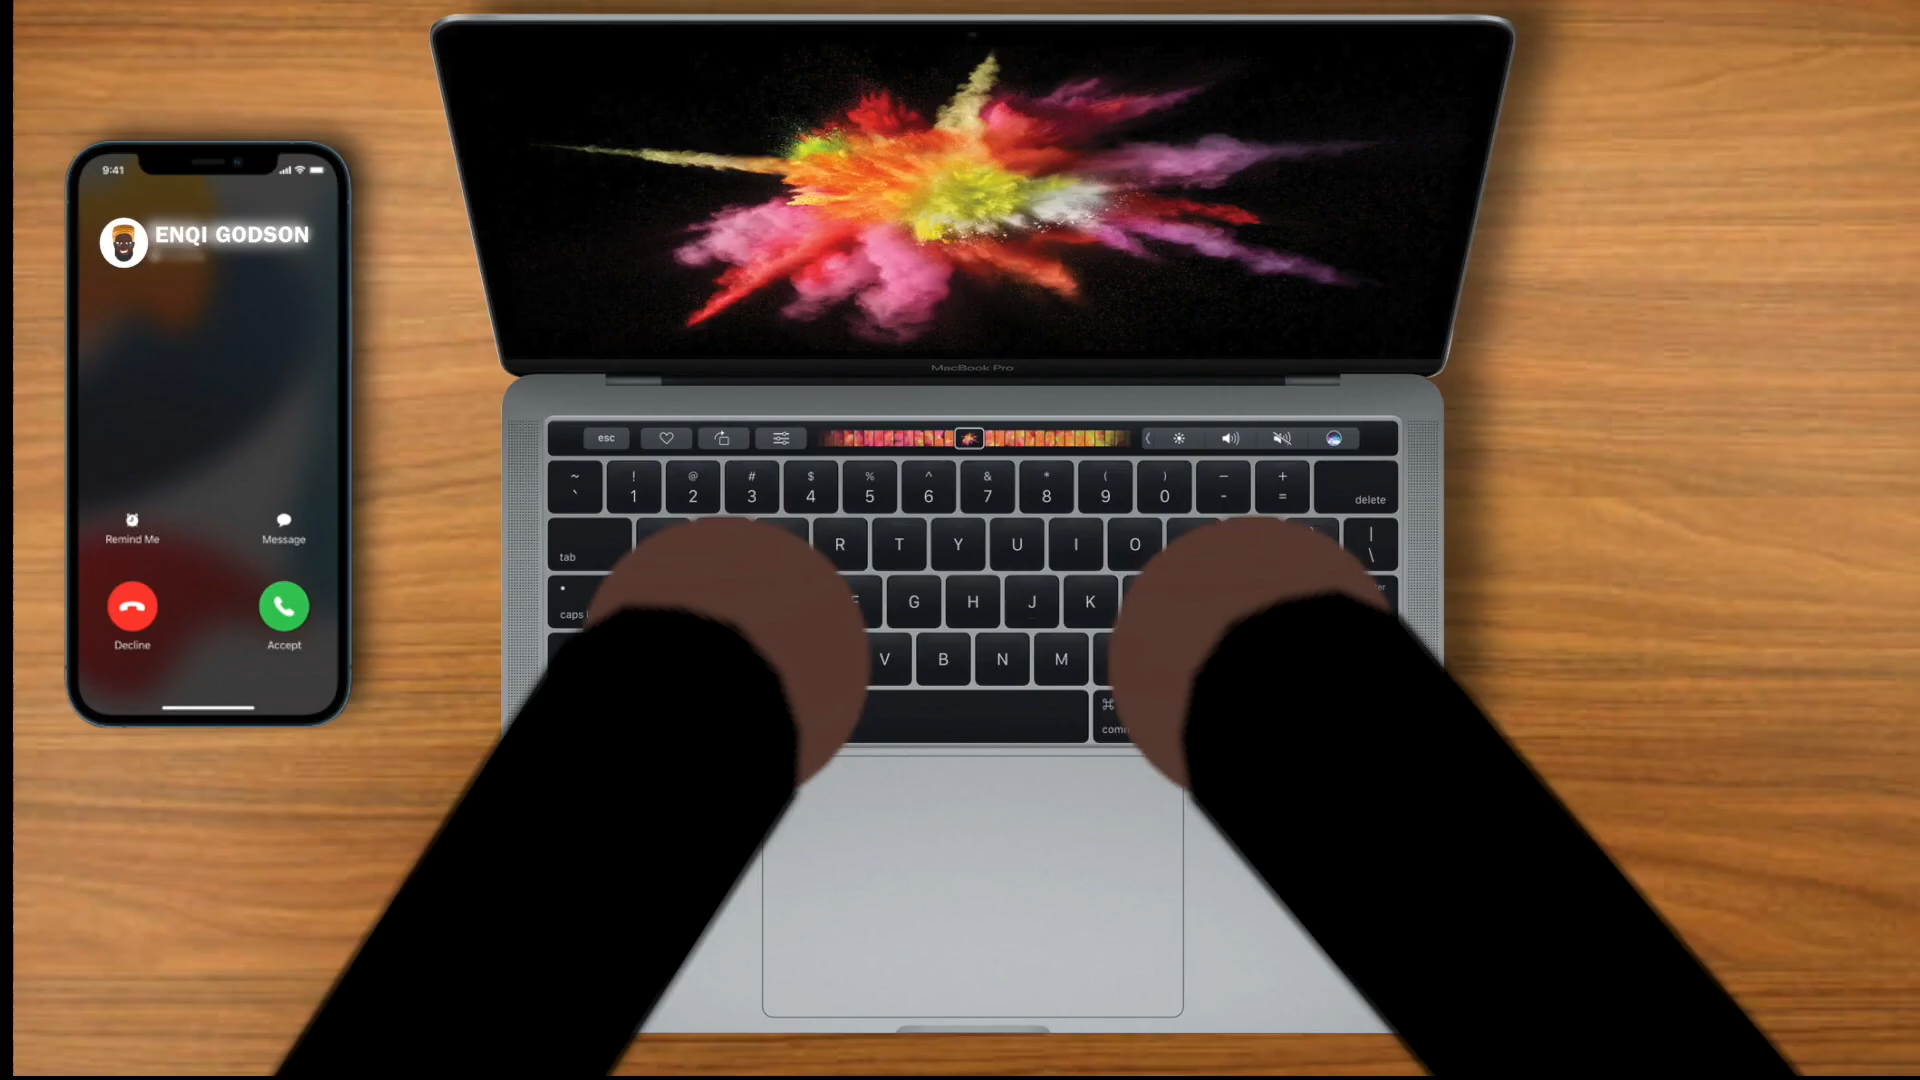 9:41
ENQI GODSON
Remind Me
Message
Decline
Accept
MacBook Pro
esc
~ ! @ # $ % ^ & * ( ) — +
` 1 2 3 4 5 6 7 8 9 0 - = delete
tab R T Y U I O | \
caps G H J K
V B N M
⌘